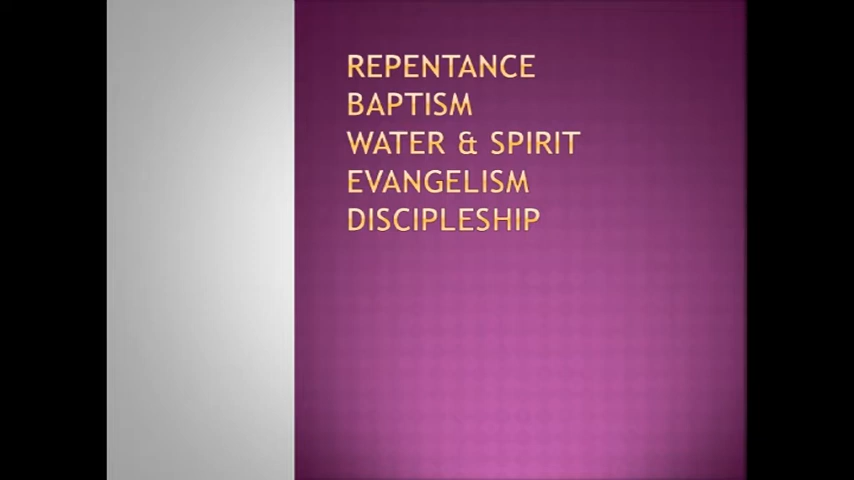 REPENTANCE
BAPTISM
WATER & SPIRIT
EVANGELISM
DISCIPLESHIP